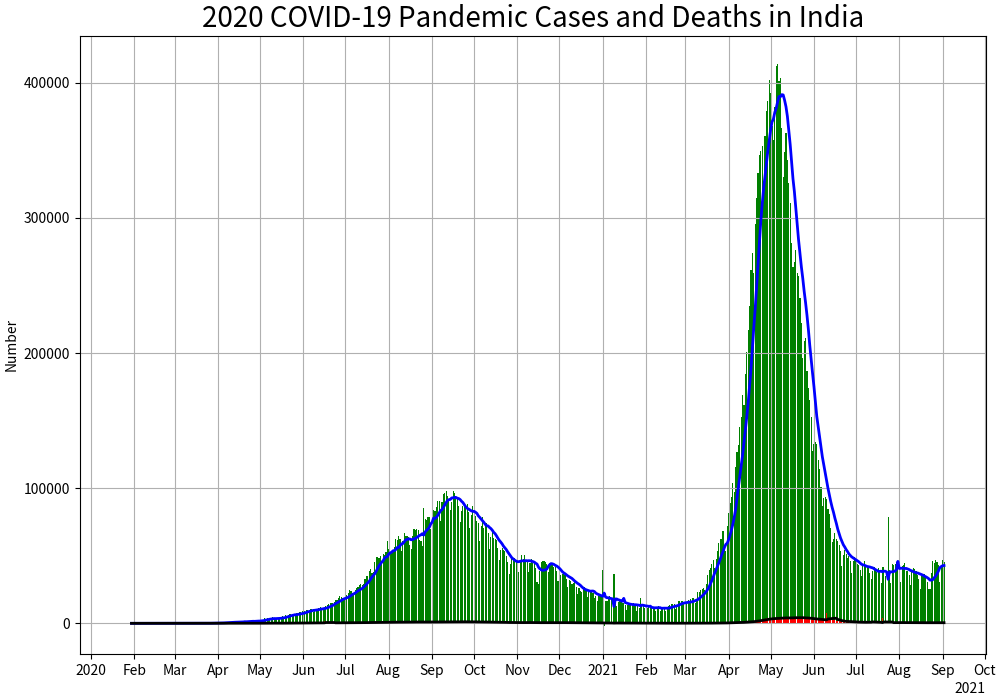 2020 COVID-19 Pandemic Cases and Deaths in India
Number
400000
300000
200000
100000
0
2020 Feb Mar Apr May Jun Jul Aug Sep Oct Nov Dec 2021 Feb Mar Apr May Jun Jul Aug Sep Oct
2021